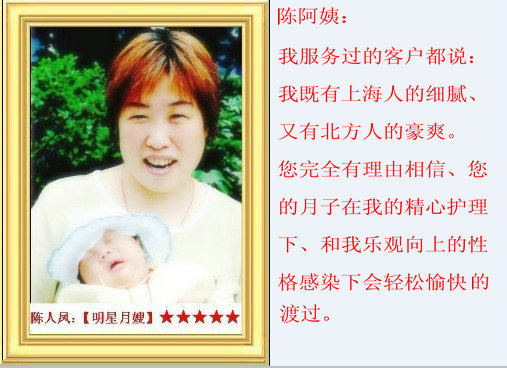 陈阿姨：
我服务过的客户都说：
我既有上海人的细腻、
又有北方人的豪爽。
您完全有理由相信、您
的月子在我的精心护理
下、和我乐观向上的性
格感染下会轻松愉快的
渡过。
陈人凤：【明星月嫂】★★★★★